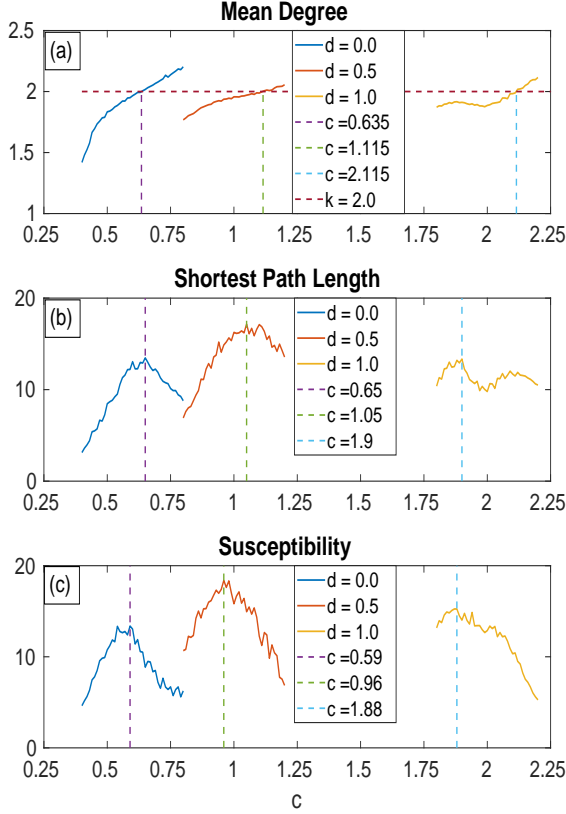 Mean Degree
(a)
2.5
2
1.5
1
d = 0.0
d = 0.5
d = 1.0
c =0.635
c =1.115
c =2.115
k = 2.0
0.25 0.5 0.75 1 1.25 2 2.25
Shortest Path Length
(b)
20
10
0
d = 0.0
d = 0.5
d = 1.0
c =0.65
c =1.05
c =1.9
0.25 0.5 0.75 1 1.25 1.5 1.75 2 2.25
Susceptibility
(c)
20
10
0
d = 0.0
d = 0.5
d = 1.0
c =0.59
c =0.96
c =1.88
0.25 0.5 0.75 1 1.25 1.5 1.75 2 2.25
c